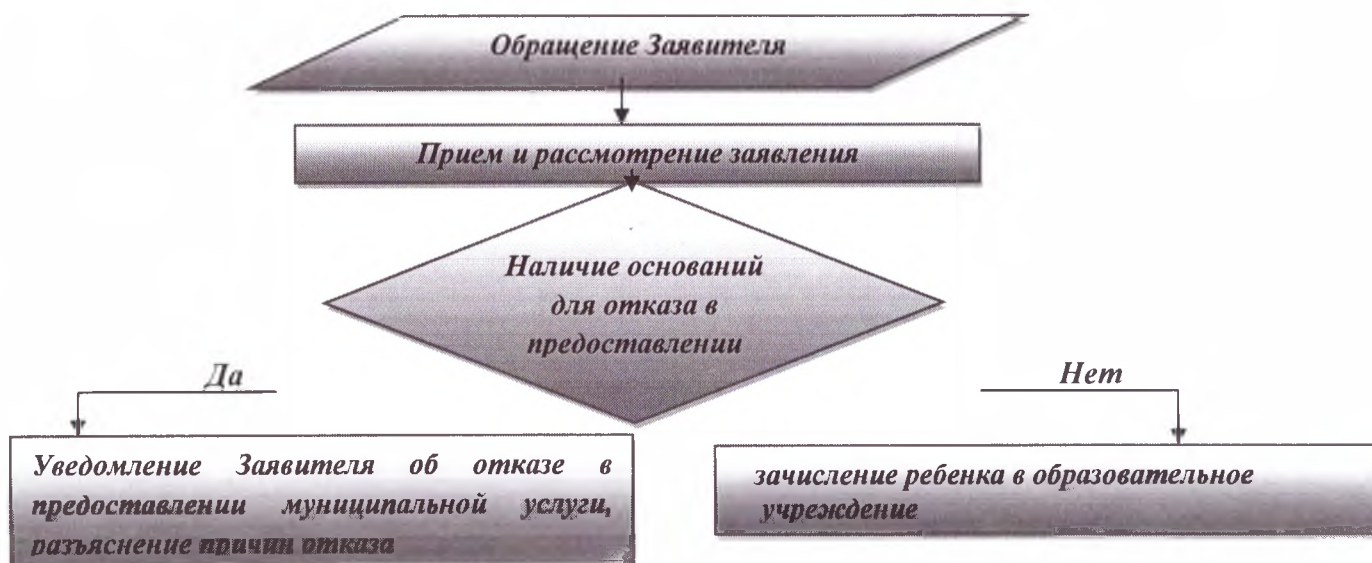 Обращение Заявителя
Прием и рассмотрение заявления
Наличие оснований
для отказа в
предоставлении
Да
Нет
Уведомление Заявителя об отказе в
предоставлении муниципальной услуги,
разъяснение причин отказа
зачисление ребенка в образовательное
учреждение